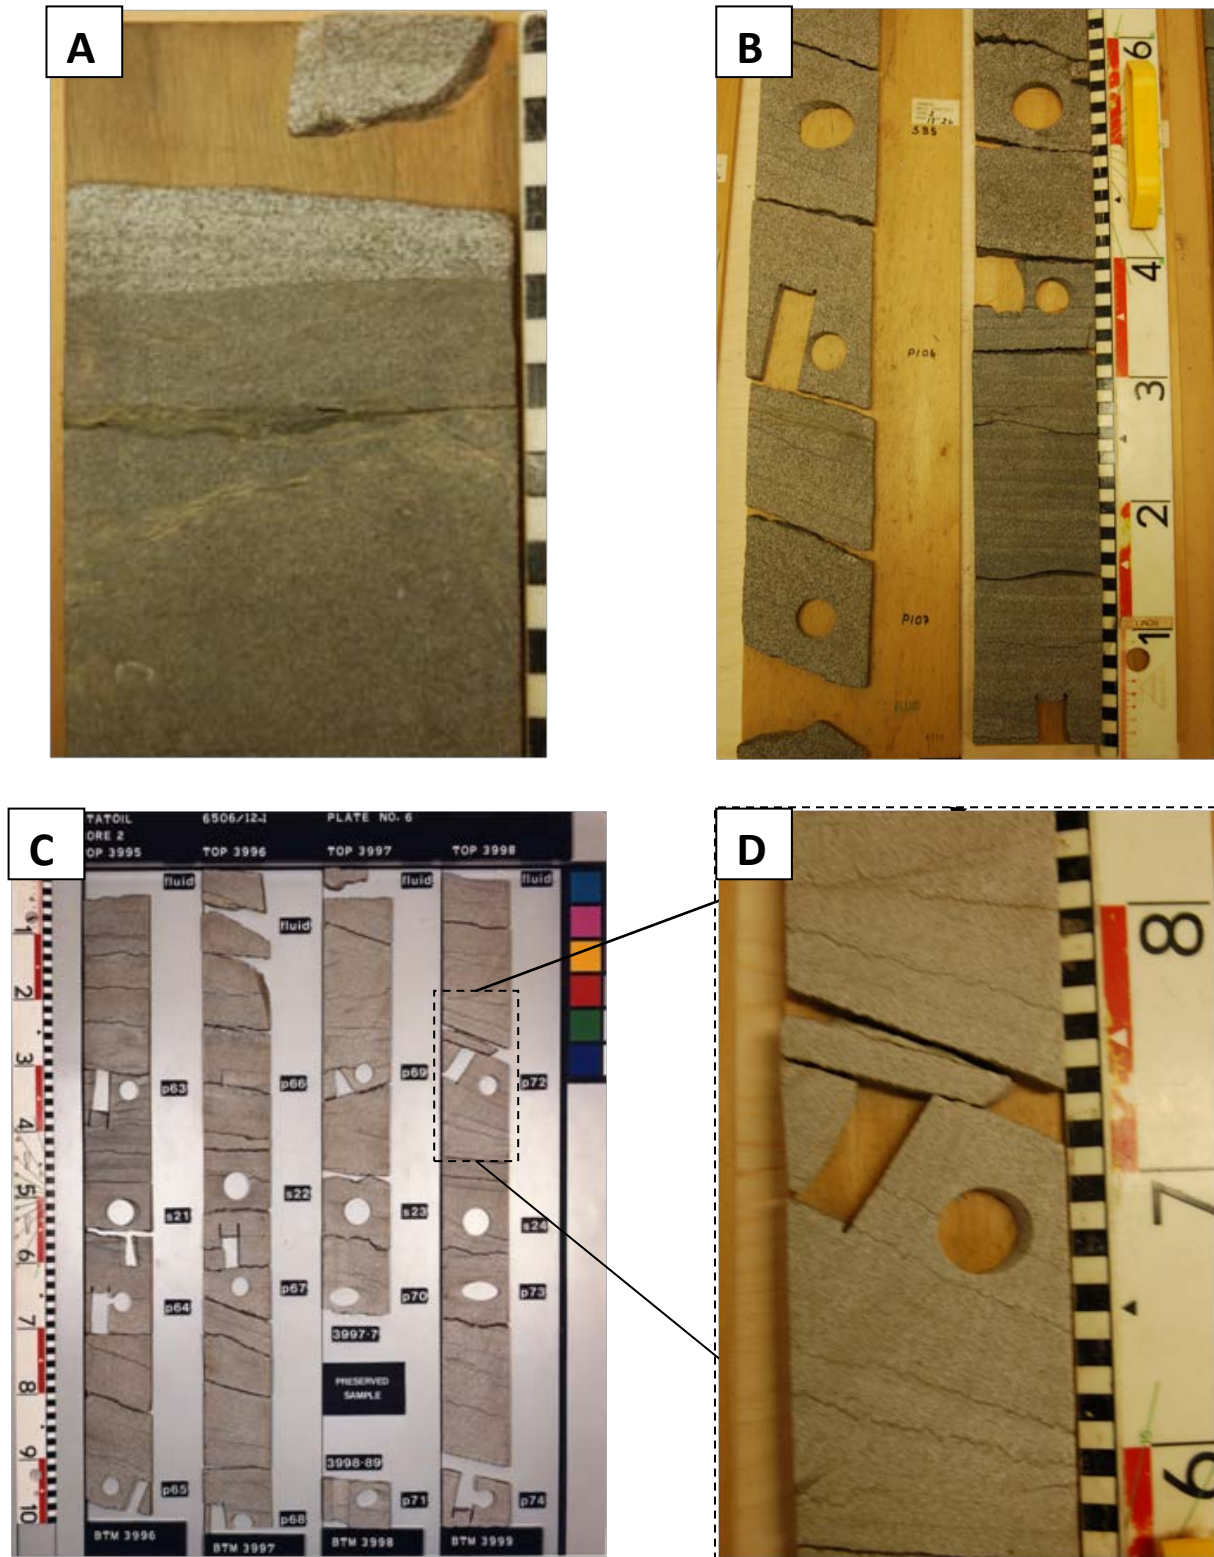 A
B
595
P106
P107
FLUID
6
4
3
2
1
C
TATOIL 6506/12-1 PLATE NO. 6
ORE 2
OP 3995 TOP 3996 TOP 3997 TOP 3998
fluid fluid fluid
fluid
p63 p66 p69 p72
s21 s22 s23 s24
p64 p67 p70 p73
3997-7
PRESERVED
SAMPLE
3998-89
p65 p68 p71 p74
BTM 3996 BTM 3997 BTM 3998 BTM 3999
1
2
3
4
5
6
7
8
9
10
D
8
7
6